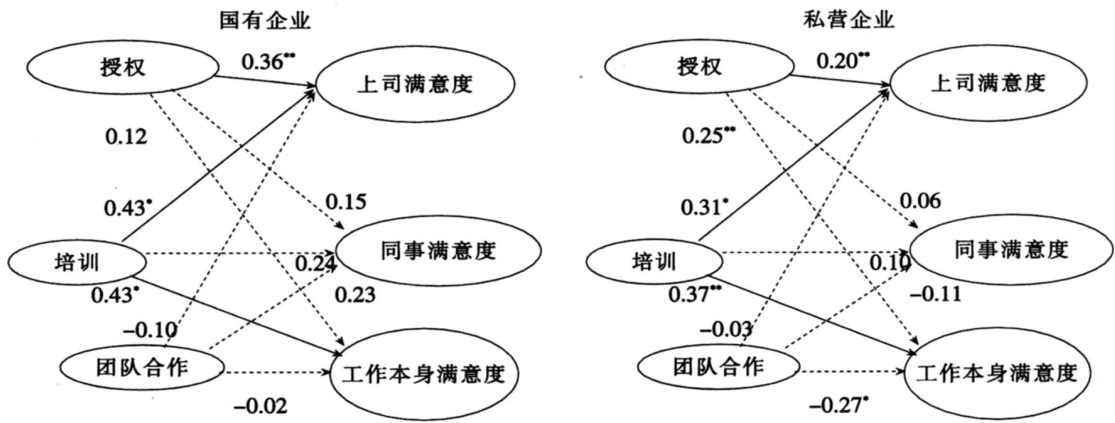 国有企业
授权
0.36**
上司满意度
0.12
0.43*
0.15
培训
同事满意度
0.24
0.43*
0.23
-0.10
团队合作
工作本身满意度
-0.02
私营企业
授权
0.20**
上司满意度
0.25**
0.31*
0.06
培训
同事满意度
0.10
0.37**
-0.11
-0.03
团队合作
工作本身满意度
-0.27*